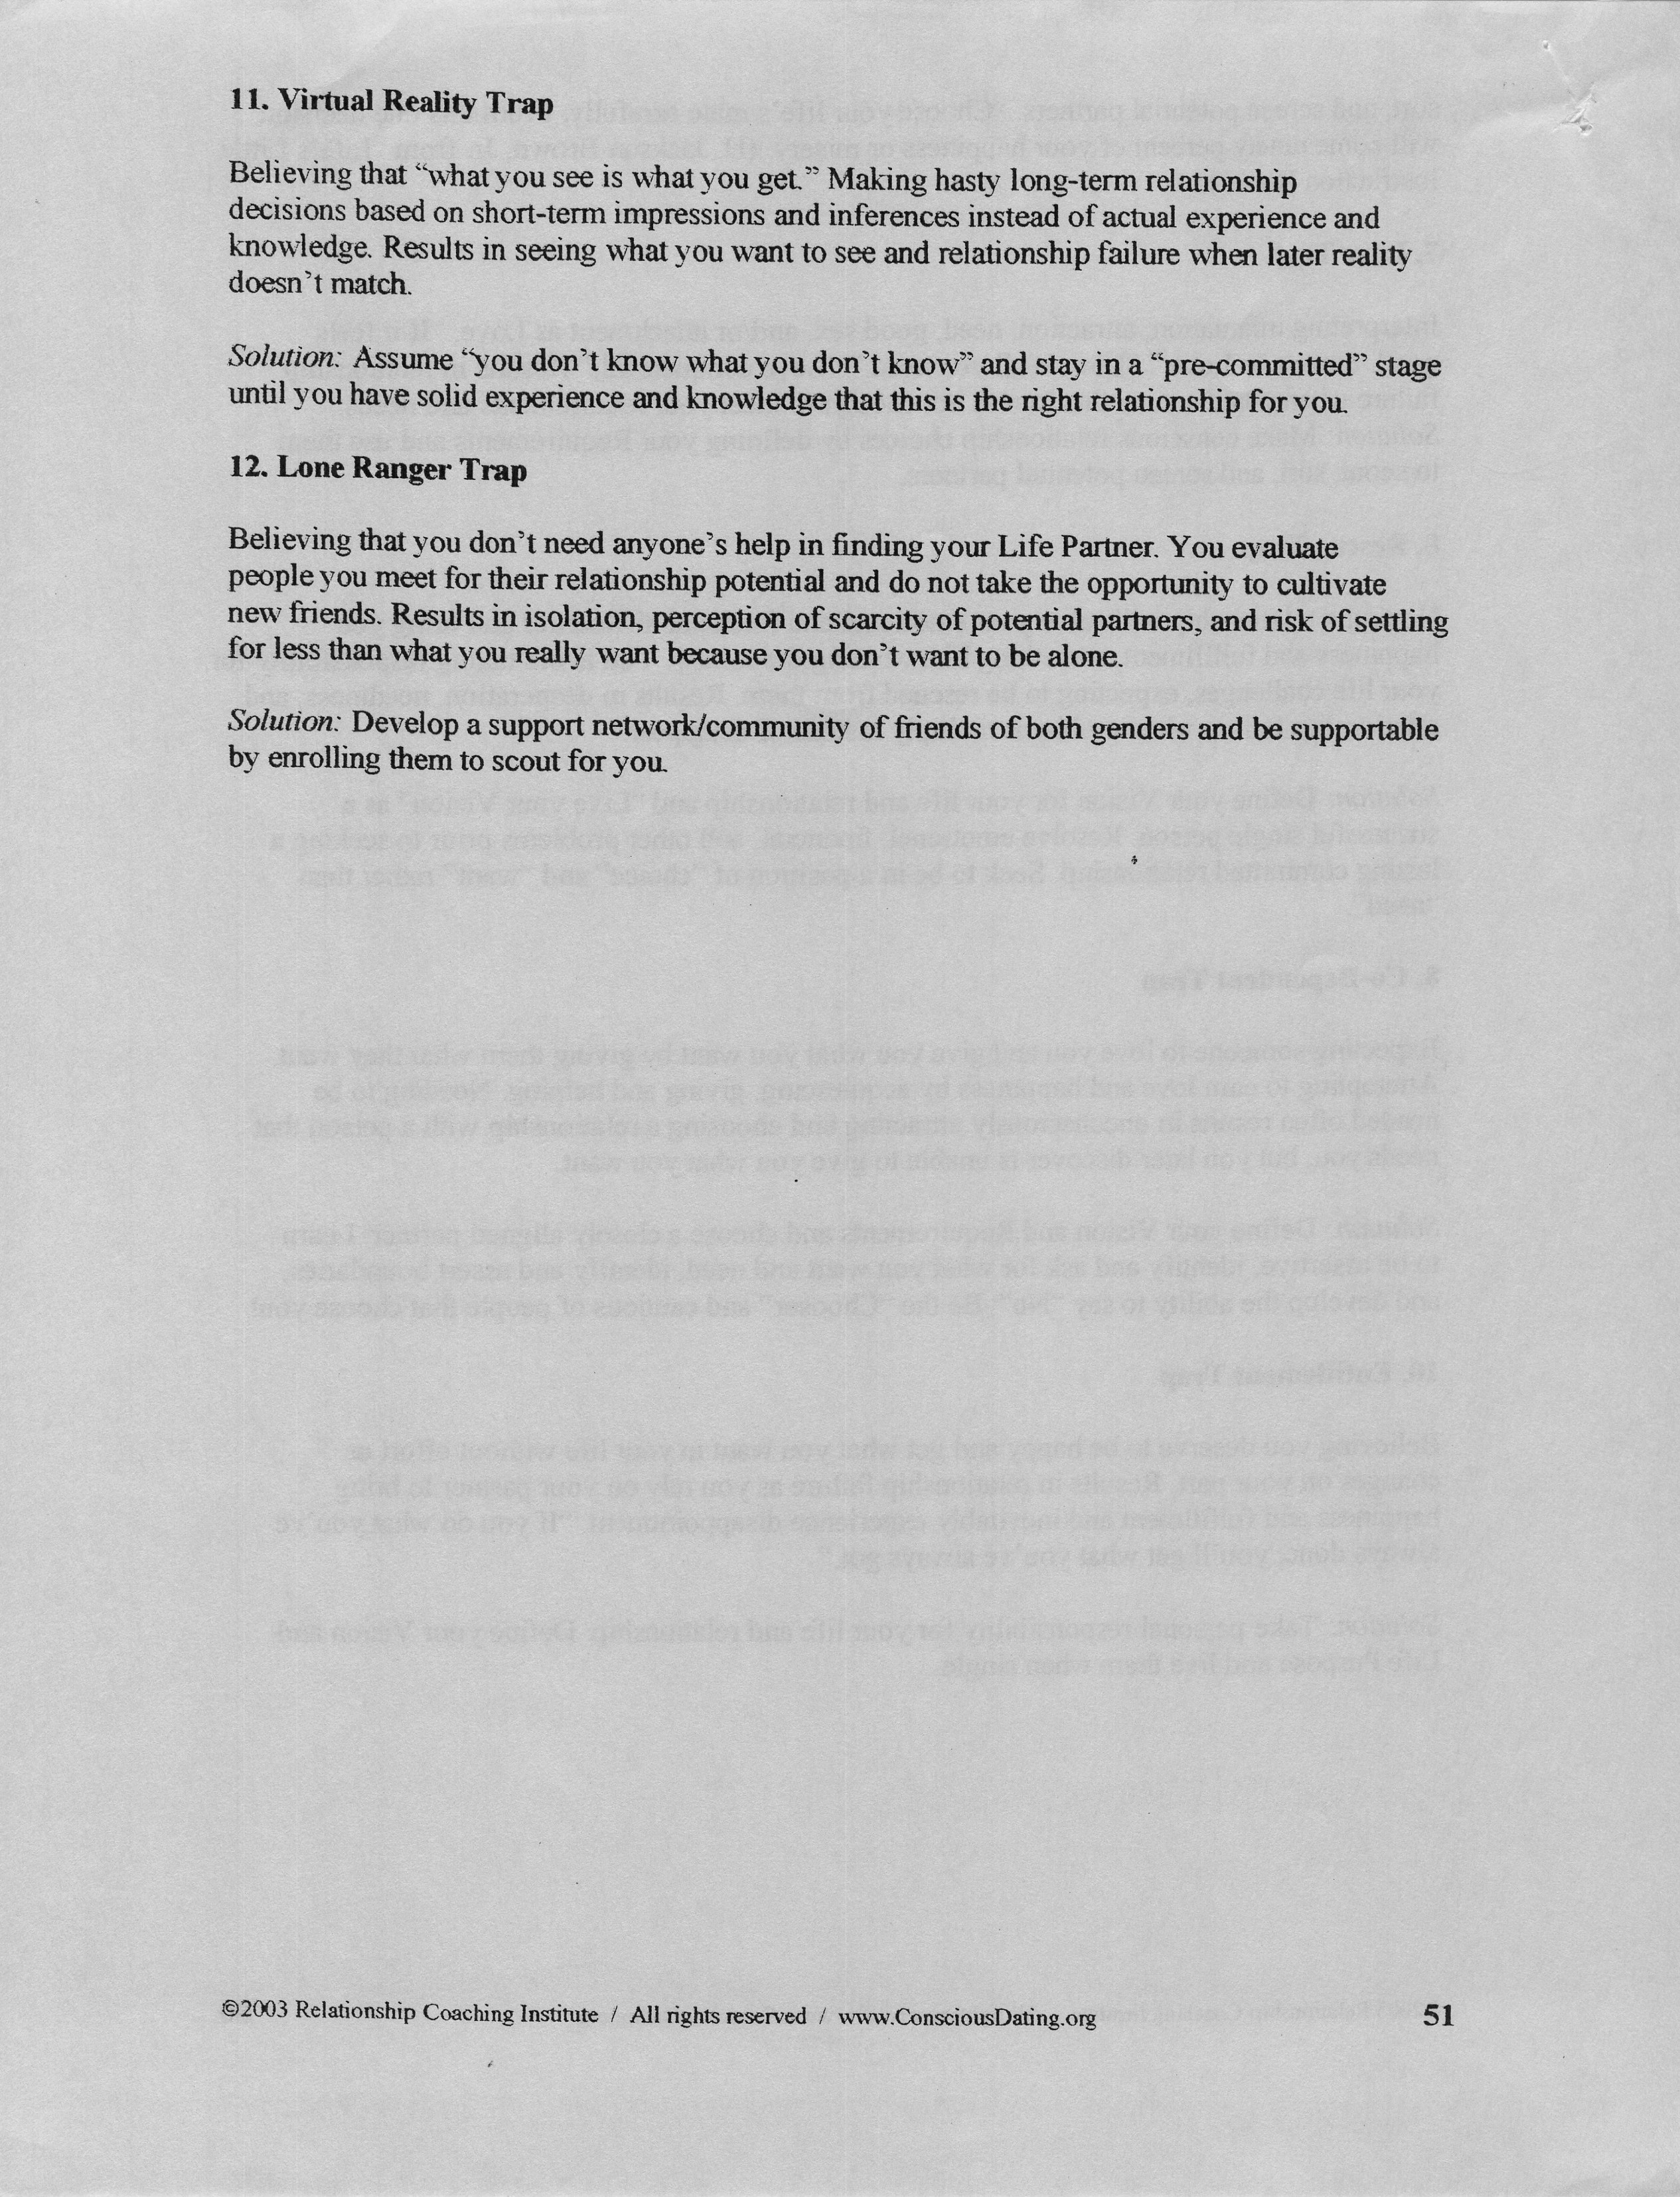 11. Virtual Reality Trap
Believing that “what you see is what you get.” Making hasty long-term relationship
decisions based on short-term impressions and inferences instead of actual experience and
knowledge. Results in seeing what you want to see and relationship failure when later reality
doesn’t match.
Solution: Assume “you don’t know what you don’t know” and stay in a “pre-committed” stage
until you have solid experience and knowledge that this is the right relationship for you.
12. Lone Ranger Trap
Believing that you don’t need anyone’s help in finding your Life Partner. You evaluate
people you meet for their relationship potential and do not take the opportunity to cultivate
new friends. Results in isolation, perception of scarcity of potential partners, and risk of settling
for less than what you really want because you don’t want to be alone.
Solution: Develop a support network/community of friends of both genders and be supportable
by enrolling them to scout for you.
©2003 Relationship Coaching Institute / All rights reserved / www.ConsciousDating.org 51